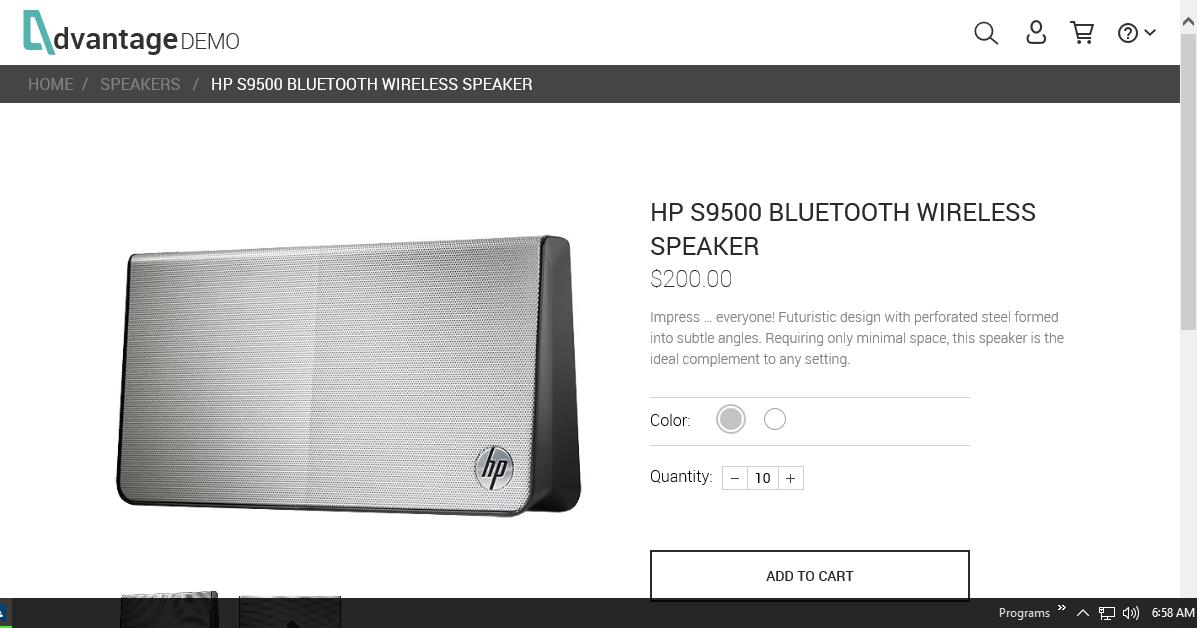 dvantage DEMO
HOME / SPEAKERS / HP S9500 BLUETOOTH WIRELESS SPEAKER
HP S9500 BLUETOOTH WIRELESS
SPEAKER
$200.00
Impress ... everyone! Futuristic design with perforated steel formed
into subtle angles. Requiring only minimal space, this speaker is the
ideal complement to any setting.
Color:
hp
Quantity: − 10 +
ADD TO CART
Programs » 6:58 AM